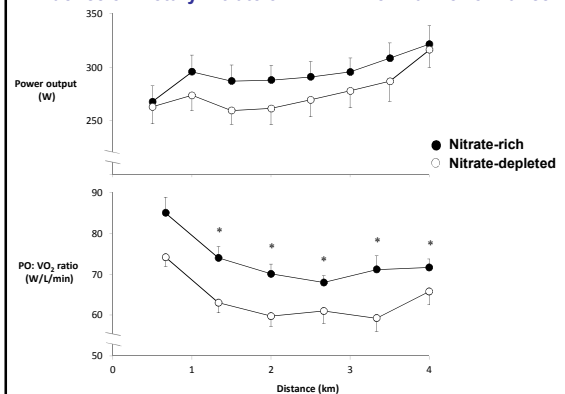 350
300
250
Power output
(W)
Nitrate-rich
Nitrate-depleted
90
80
70
60
50
PO: VO2 ratio
(W/L/min)
*
*
*
*
*
0
1
2
3
4
Distance (km)